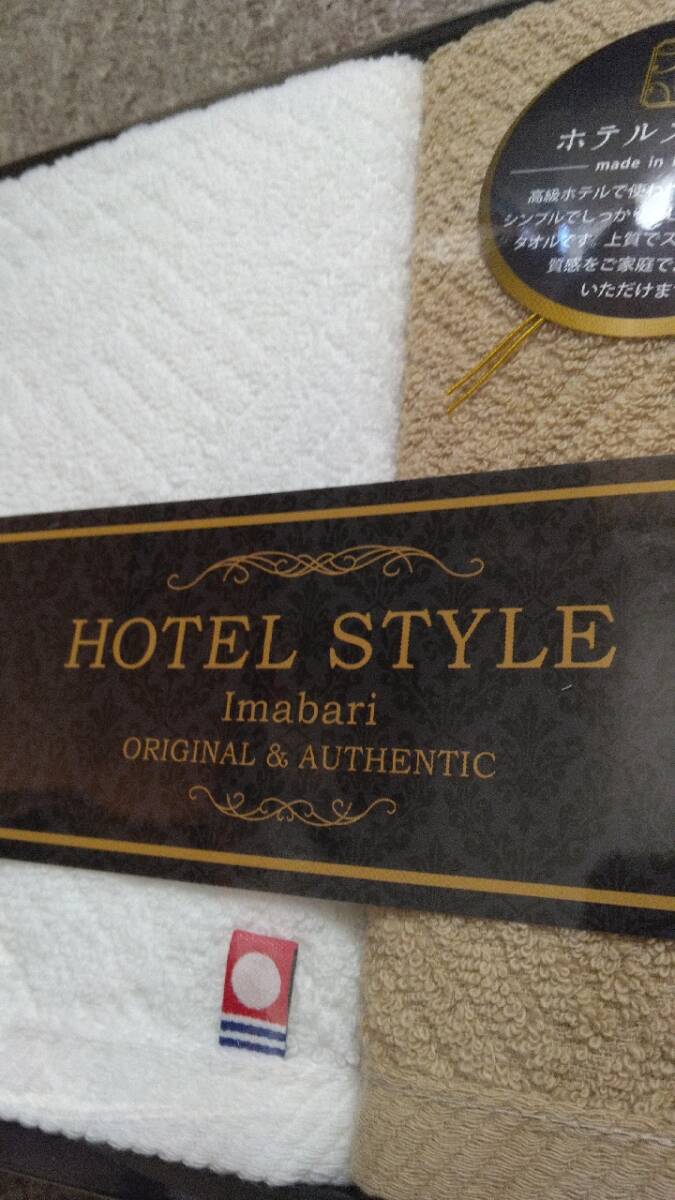 ホテルス
made in
高級ホテルで使わ
シンプルでしっかり
タオルです。上質でス
質感をご家庭で
いただけま
HOTEL STYLE
Imabari
ORIGINAL & AUTHENTIC